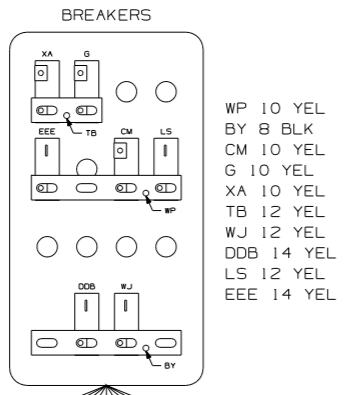 BREAKERS
XA G
TB
EEE CM LS
WP
DDB WJ
BY
WP 10 YEL
BY 8 BLK
CM 10 YEL
G 10 YEL
XA 10 YEL
TB 12 YEL
WJ 12 YEL
DDB 14 YEL
LS 12 YEL
EEE 14 YEL